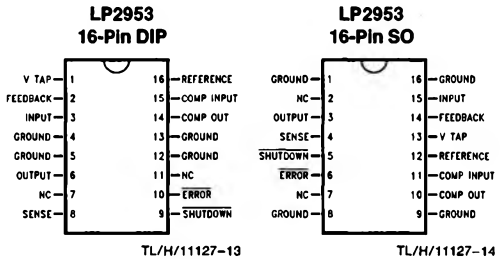 LP2953
16-Pin DIP
V TAP 1 16 REFERENCE
FEEDBACK 2 15 COMP INPUT
INPUT 3 14 COMP OUT
GROUND 4 13 GROUND
GROUND 5 12 GROUND
OUTPUT 6 11 NC
NC 7 10 ERROR
SENSE 8 9 SHUTDOWN
TL/H/11127-13
LP2953
16-Pin SO
GROUND 1 16 GROUND
NC 2 15 INPUT
OUTPUT 3 14 FEEDBACK
SENSE 4 13 V TAP
SHUTDOWN 5 12 REFERENCE
ERROR 6 11 COMP INPUT
NC 7 10 COMP OUT
GROUND 8 9 GROUND
TL/H/11127-14